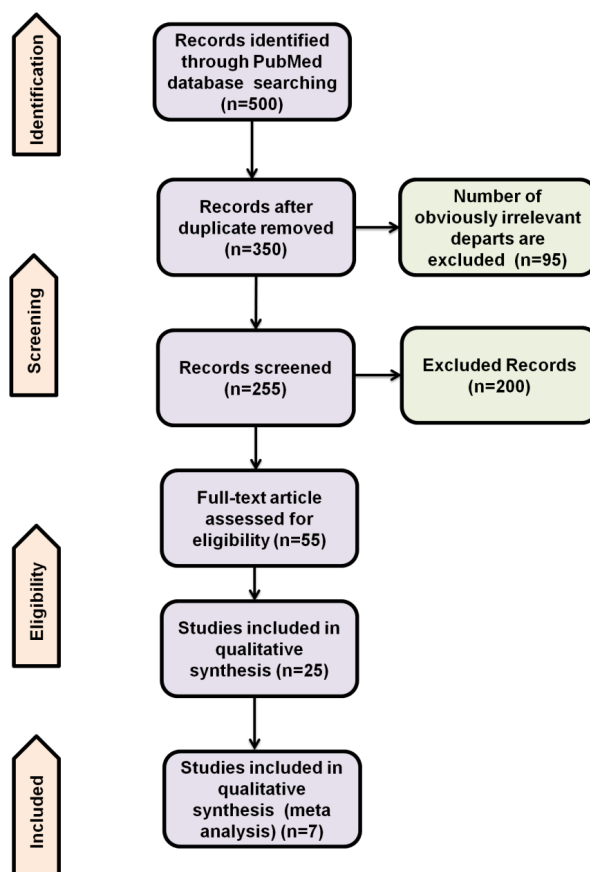 Identification
Records identified
through PubMed
database searching
(n=500)
Records after
duplicate removed
(n=350)
Number of
obviously irrelevant
departs are
excluded (n=95)
Screening
Records screened
(n=255)
Excluded Records
(n=200)
Full-text article
assessed for
eligibility (n=55)
Eligibility
Studies included in
qualitative
synthesis (n=25)
Included
Studies included in
qualitative
synthesis (meta
analysis) (n=7)